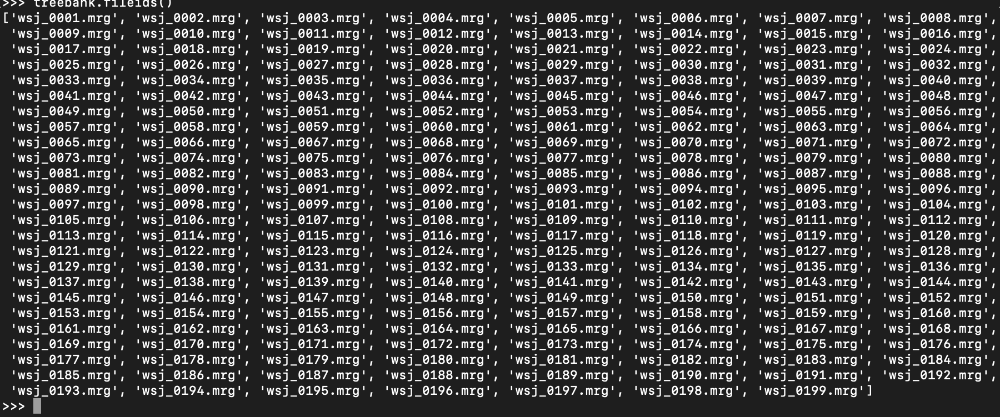 >>> treebank.fileids()
['wsj_0001.mrg', 'wsj_0002.mrg', 'wsj_0003.mrg', 'wsj_0004.mrg', 'wsj_0005.mrg', 'wsj_0006.mrg', 'wsj_0007.mrg', 'wsj_0008.mrg',
'wsj_0009.mrg', 'wsj_0010.mrg', 'wsj_0011.mrg', 'wsj_0012.mrg', 'wsj_0013.mrg', 'wsj_0014.mrg', 'wsj_0015.mrg', 'wsj_0016.mrg',
'wsj_0017.mrg', 'wsj_0018.mrg', 'wsj_0019.mrg', 'wsj_0020.mrg', 'wsj_0021.mrg', 'wsj_0022.mrg', 'wsj_0023.mrg', 'wsj_0024.mrg',
'wsj_0025.mrg', 'wsj_0026.mrg', 'wsj_0027.mrg', 'wsj_0028.mrg', 'wsj_0029.mrg', 'wsj_0030.mrg', 'wsj_0031.mrg', 'wsj_0032.mrg',
'wsj_0033.mrg', 'wsj_0034.mrg', 'wsj_0035.mrg', 'wsj_0036.mrg', 'wsj_0037.mrg', 'wsj_0038.mrg', 'wsj_0039.mrg', 'wsj_0040.mrg',
'wsj_0041.mrg', 'wsj_0042.mrg', 'wsj_0043.mrg', 'wsj_0044.mrg', 'wsj_0045.mrg', 'wsj_0046.mrg', 'wsj_0047.mrg', 'wsj_0048.mrg',
'wsj_0049.mrg', 'wsj_0050.mrg', 'wsj_0051.mrg', 'wsj_0052.mrg', 'wsj_0053.mrg', 'wsj_0054.mrg', 'wsj_0055.mrg', 'wsj_0056.mrg',
'wsj_0057.mrg', 'wsj_0058.mrg', 'wsj_0059.mrg', 'wsj_0060.mrg', 'wsj_0061.mrg', 'wsj_0062.mrg', 'wsj_0063.mrg', 'wsj_0064.mrg',
'wsj_0065.mrg', 'wsj_0066.mrg', 'wsj_0067.mrg', 'wsj_0068.mrg', 'wsj_0069.mrg', 'wsj_0070.mrg', 'wsj_0071.mrg', 'wsj_0072.mrg',
'wsj_0073.mrg', 'wsj_0074.mrg', 'wsj_0075.mrg', 'wsj_0076.mrg', 'wsj_0077.mrg', 'wsj_0078.mrg', 'wsj_0079.mrg', 'wsj_0080.mrg',
'wsj_0081.mrg', 'wsj_0082.mrg', 'wsj_0083.mrg', 'wsj_0084.mrg', 'wsj_0085.mrg', 'wsj_0086.mrg', 'wsj_0087.mrg', 'wsj_0088.mrg',
'wsj_0089.mrg', 'wsj_0090.mrg', 'wsj_0091.mrg', 'wsj_0092.mrg', 'wsj_0093.mrg', 'wsj_0094.mrg', 'wsj_0095.mrg', 'wsj_0096.mrg',
'wsj_0097.mrg', 'wsj_0098.mrg', 'wsj_0099.mrg', 'wsj_0100.mrg', 'wsj_0101.mrg', 'wsj_0102.mrg', 'wsj_0103.mrg', 'wsj_0104.mrg',
'wsj_0105.mrg', 'wsj_0106.mrg', 'wsj_0107.mrg', 'wsj_0108.mrg', 'wsj_0109.mrg', 'wsj_0110.mrg', 'wsj_0111.mrg', 'wsj_0112.mrg',
'wsj_0113.mrg', 'wsj_0114.mrg', 'wsj_0115.mrg', 'wsj_0116.mrg', 'wsj_0117.mrg', 'wsj_0118.mrg', 'wsj_0119.mrg', 'wsj_0120.mrg',
'wsj_0121.mrg', 'wsj_0122.mrg', 'wsj_0123.mrg', 'wsj_0124.mrg', 'wsj_0125.mrg', 'wsj_0126.mrg', 'wsj_0127.mrg', 'wsj_0128.mrg',
'wsj_0129.mrg', 'wsj_0130.mrg', 'wsj_0131.mrg', 'wsj_0132.mrg', 'wsj_0133.mrg', 'wsj_0134.mrg', 'wsj_0135.mrg', 'wsj_0136.mrg',
'wsj_0137.mrg', 'wsj_0138.mrg', 'wsj_0139.mrg', 'wsj_0140.mrg', 'wsj_0141.mrg', 'wsj_0142.mrg', 'wsj_0143.mrg', 'wsj_0144.mrg',
'wsj_0145.mrg', 'wsj_0146.mrg', 'wsj_0147.mrg', 'wsj_0148.mrg', 'wsj_0149.mrg', 'wsj_0150.mrg', 'wsj_0151.mrg', 'wsj_0152.mrg',
'wsj_0153.mrg', 'wsj_0154.mrg', 'wsj_0155.mrg', 'wsj_0156.mrg', 'wsj_0157.mrg', 'wsj_0158.mrg', 'wsj_0159.mrg', 'wsj_0160.mrg',
'wsj_0161.mrg', 'wsj_0162.mrg', 'wsj_0163.mrg', 'wsj_0164.mrg', 'wsj_0165.mrg', 'wsj_0166.mrg', 'wsj_0167.mrg', 'wsj_0168.mrg',
'wsj_0169.mrg', 'wsj_0170.mrg', 'wsj_0171.mrg', 'wsj_0172.mrg', 'wsj_0173.mrg', 'wsj_0174.mrg', 'wsj_0175.mrg', 'wsj_0176.mrg',
'wsj_0177.mrg', 'wsj_0178.mrg', 'wsj_0179.mrg', 'wsj_0180.mrg', 'wsj_0181.mrg', 'wsj_0182.mrg', 'wsj_0183.mrg', 'wsj_0184.mrg',
'wsj_0185.mrg', 'wsj_0186.mrg', 'wsj_0187.mrg', 'wsj_0188.mrg', 'wsj_0189.mrg', 'wsj_0190.mrg', 'wsj_0191.mrg', 'wsj_0192.mrg',
'wsj_0193.mrg', 'wsj_0194.mrg', 'wsj_0195.mrg', 'wsj_0196.mrg', 'wsj_0197.mrg', 'wsj_0198.mrg', 'wsj_0199.mrg']
>>>